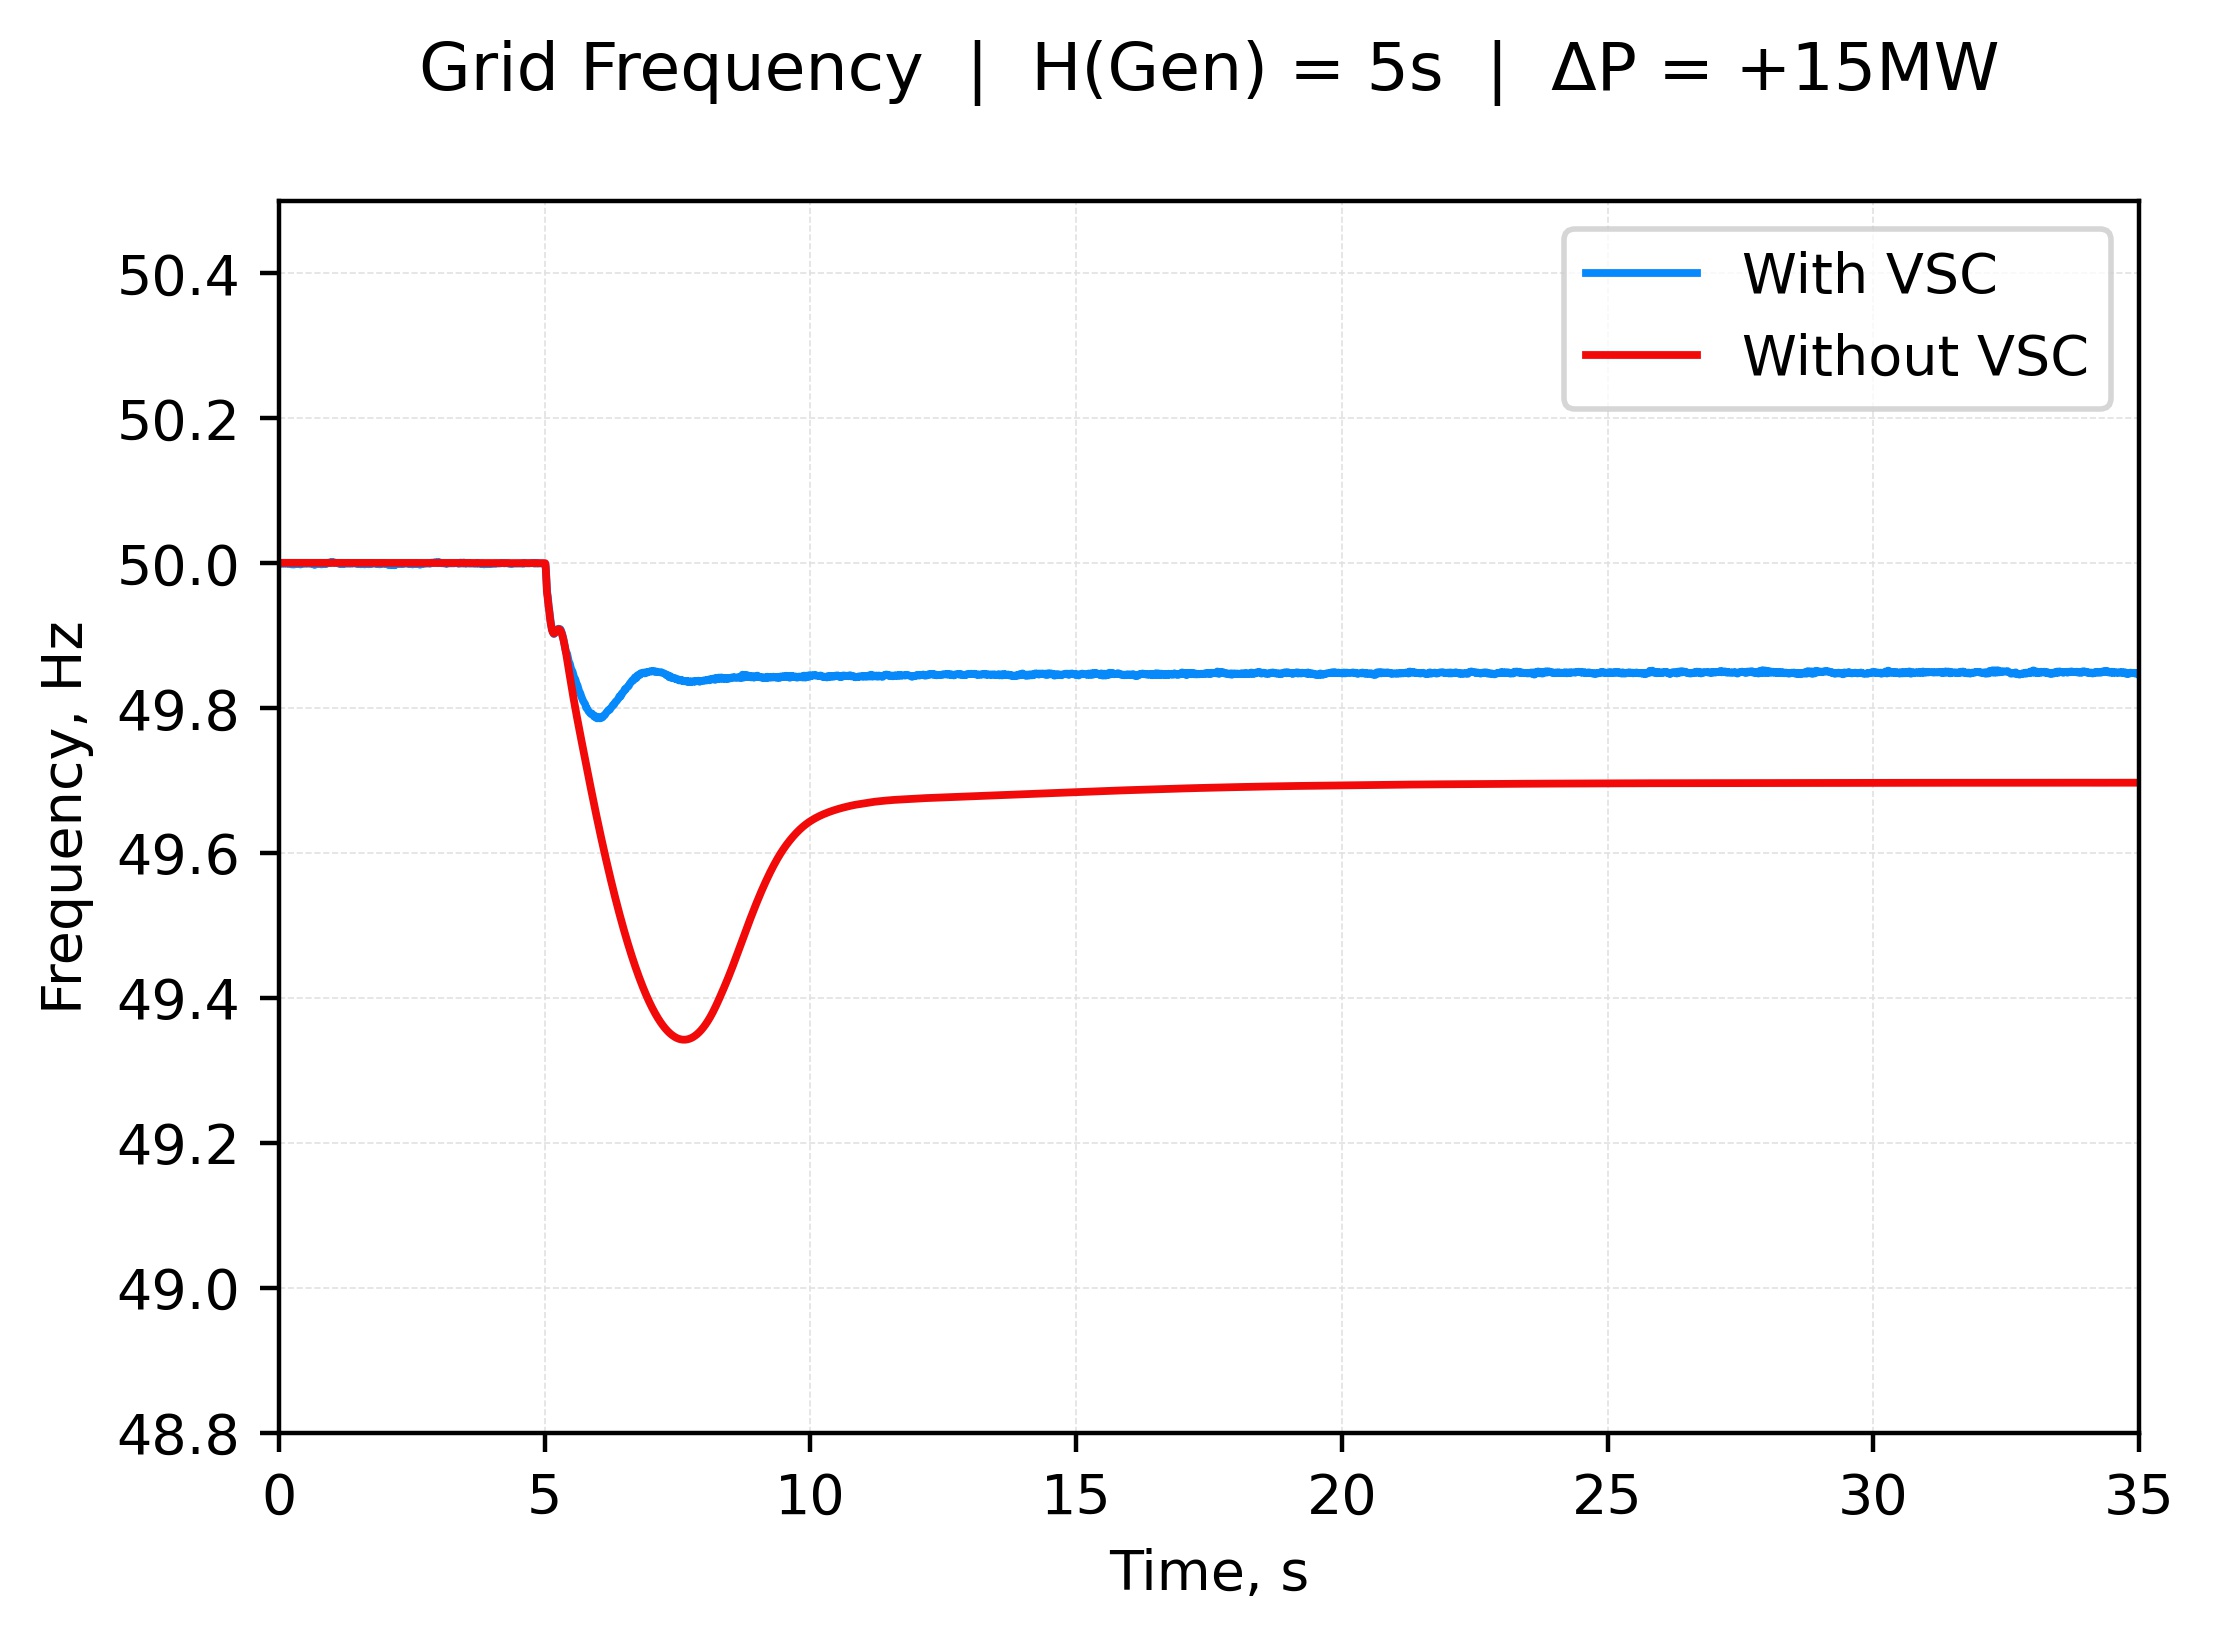 Grid Frequency | H(Gen) = 5s | ΔP = +15MW
With VSC
Without VSC
50.4
50.2
50.0
49.8
49.6
49.4
49.2
49.0
48.8
Frequency, Hz
0 5 10 15 20 25 30 35
Time, s